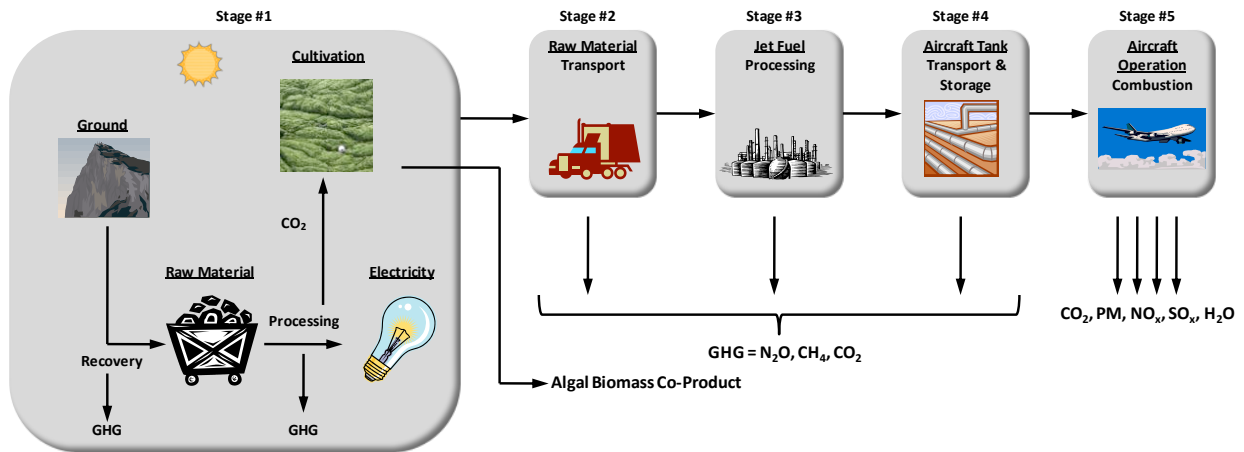 Stage #1
Stage #2
Stage #3
Stage #4
Stage #5
Cultivation
Ground
CO₂
Raw Material
Electricity
Processing
Recovery
GHG
GHG
Raw Material
Transport
Jet Fuel
Processing
Aircraft Tank
Transport &
Storage
Aircraft
Operation
Combustion
GHG = N₂O, CH₄, CO₂
CO₂, PM, NOₓ, SOₓ, H₂O
Algal Biomass Co-Product